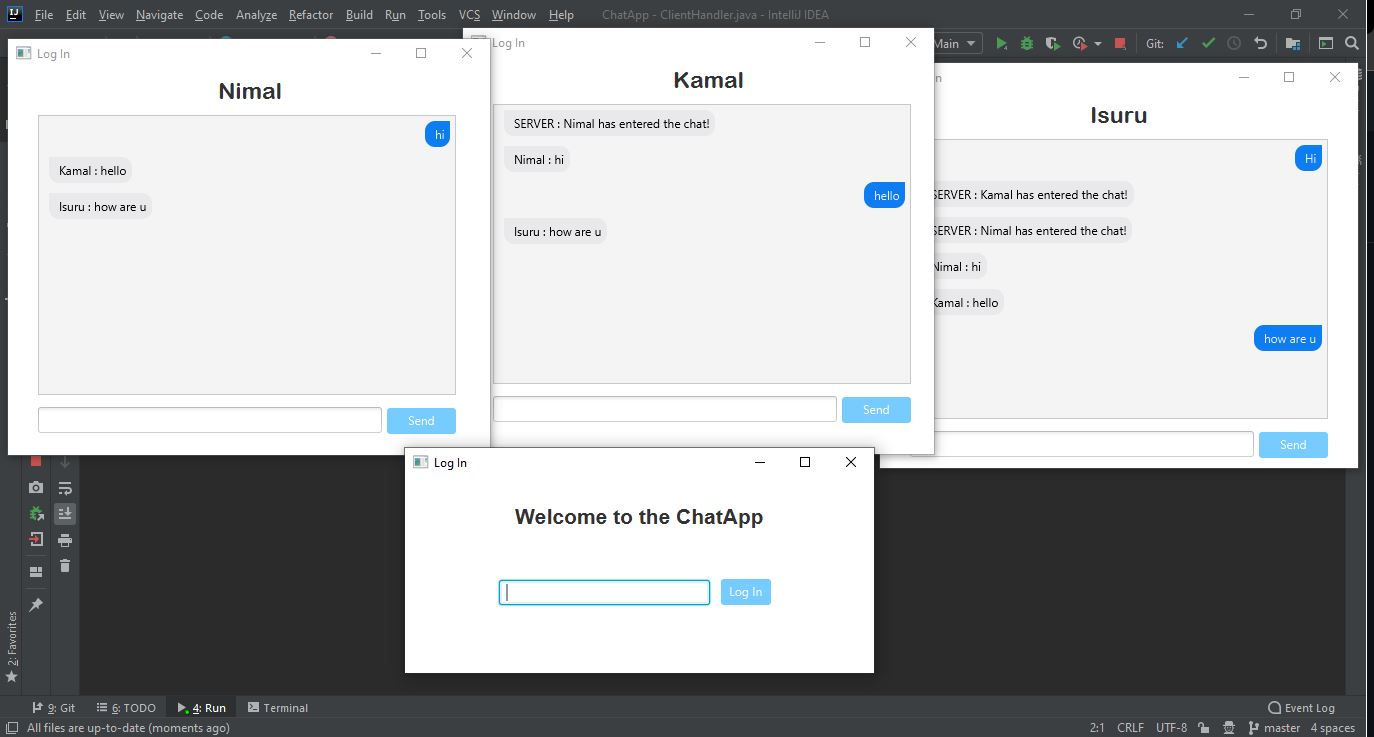 File Edit View Navigate Code Analyze Refactor Build Run Tools VCS Window Help ChatApp - ClientHandler.java - IntelliJ IDEA
Main Git:
Log In
Nimal
hi
Kamal : hello
Isuru : how are u
Send
Log In
Kamal
SERVER : Nimal has entered the chat!
Nimal : hi
hello
Isuru : how are u
Send
Isuru
Hi
SERVER : Kamal has entered the chat!
SERVER : Nimal has entered the chat!
Nimal : hi
Kamal : hello
how are u
Send
Log In
Welcome to the ChatApp
Log In
2: Favorites
9: Git 6: TODO 4: Run Terminal Event Log
All files are up-to-date (moments ago) 2:1 CRLF UTF-8 master 4 spaces